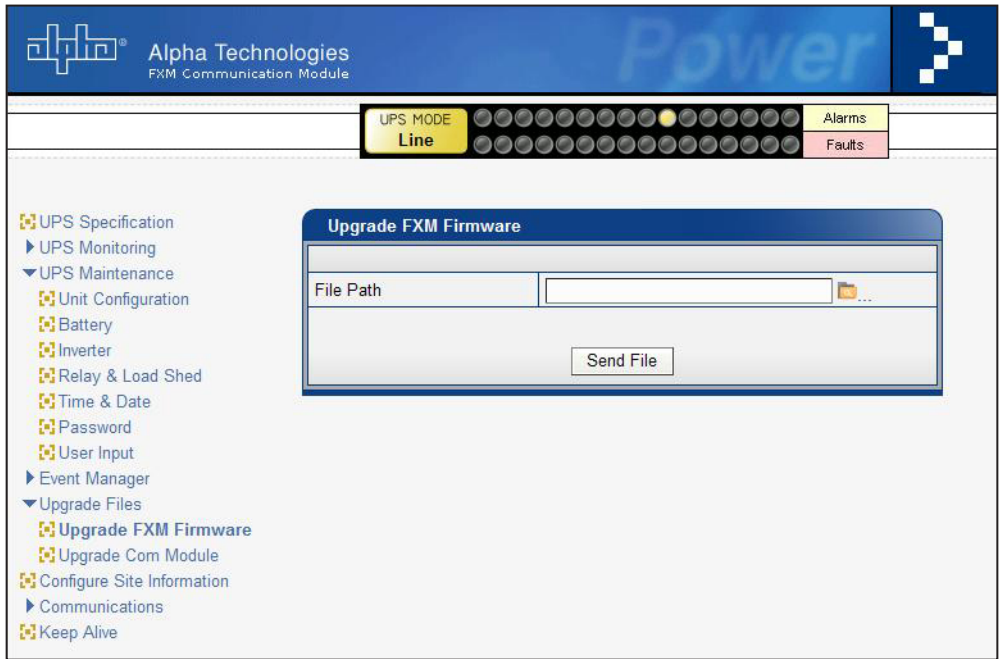 alpha®
Alpha Technologies
FXM Communication Module
Power
UPS MODE
Line
Alarms
Faults
UPS Specification
UPS Monitoring
UPS Maintenance
Unit Configuration
Battery
Inverter
Relay & Load Shed
Time & Date
Password
User Input
Event Manager
Upgrade Files
Upgrade FXM Firmware
Upgrade Com Module
Configure Site Information
Communications
Keep Alive
Upgrade FXM Firmware
File Path
...
Send File